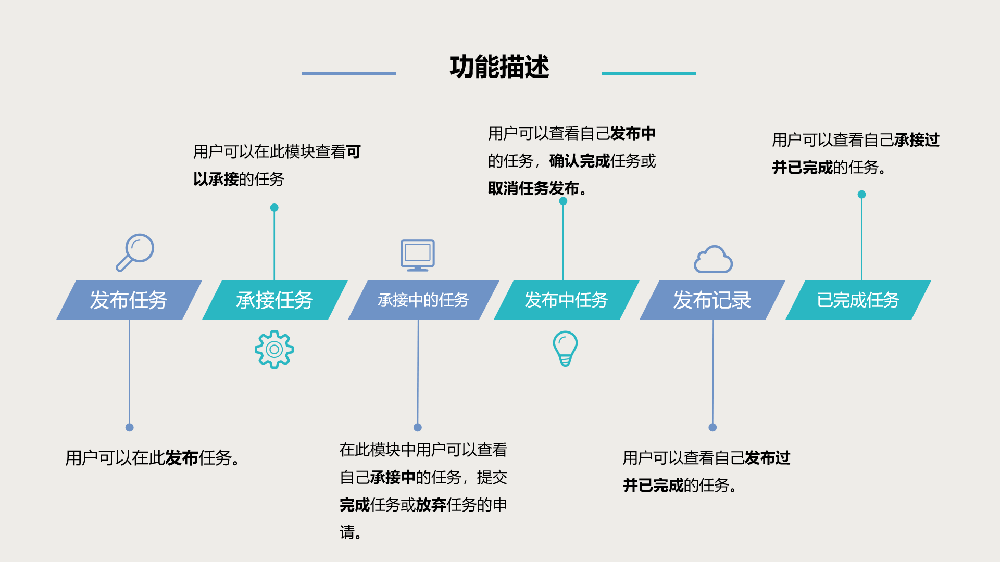 功能描述
用户可以在此模块查看可
以承接的任务
用户可以查看自己发布中
的任务，确认完成任务或
取消任务发布。
用户可以查看自己承接过
并已完成的任务。
发布任务
承接任务
承接中的任务
发布中任务
发布记录
已完成任务
用户可以在此发布任务。
在此模块中用户可以查看
自己承接中的任务，提交
完成任务或放弃任务的申
请。
用户可以查看自己发布过
并已完成的任务。